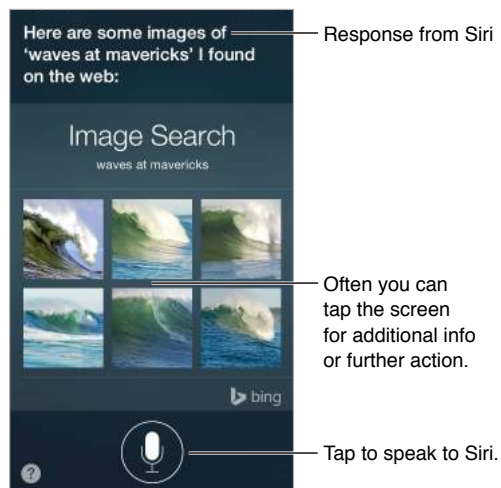 Here are some images of
‘waves at mavericks’ I found
on the web:
Response from Siri
Image Search
waves at mavericks
Often you can
tap the screen
for additional info
or further action.
bing
Tap to speak to Siri.
?